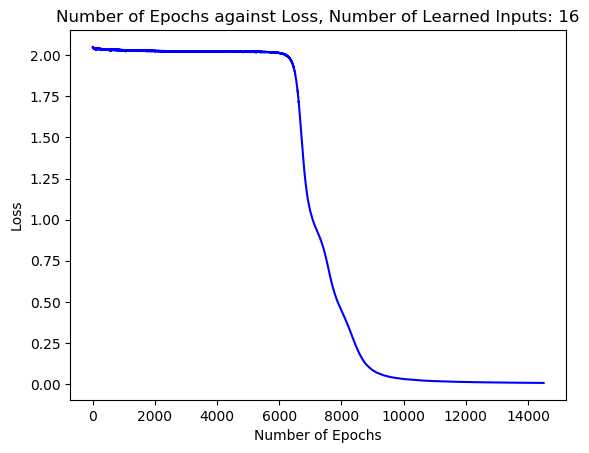 Number of Epochs against Loss, Number of Learned Inputs: 16
2.00
1.75
1.50
1.25
1.00
0.75
0.50
0.25
0.00
Loss
0 2000 4000 6000 8000 10000 12000 14000
Number of Epochs